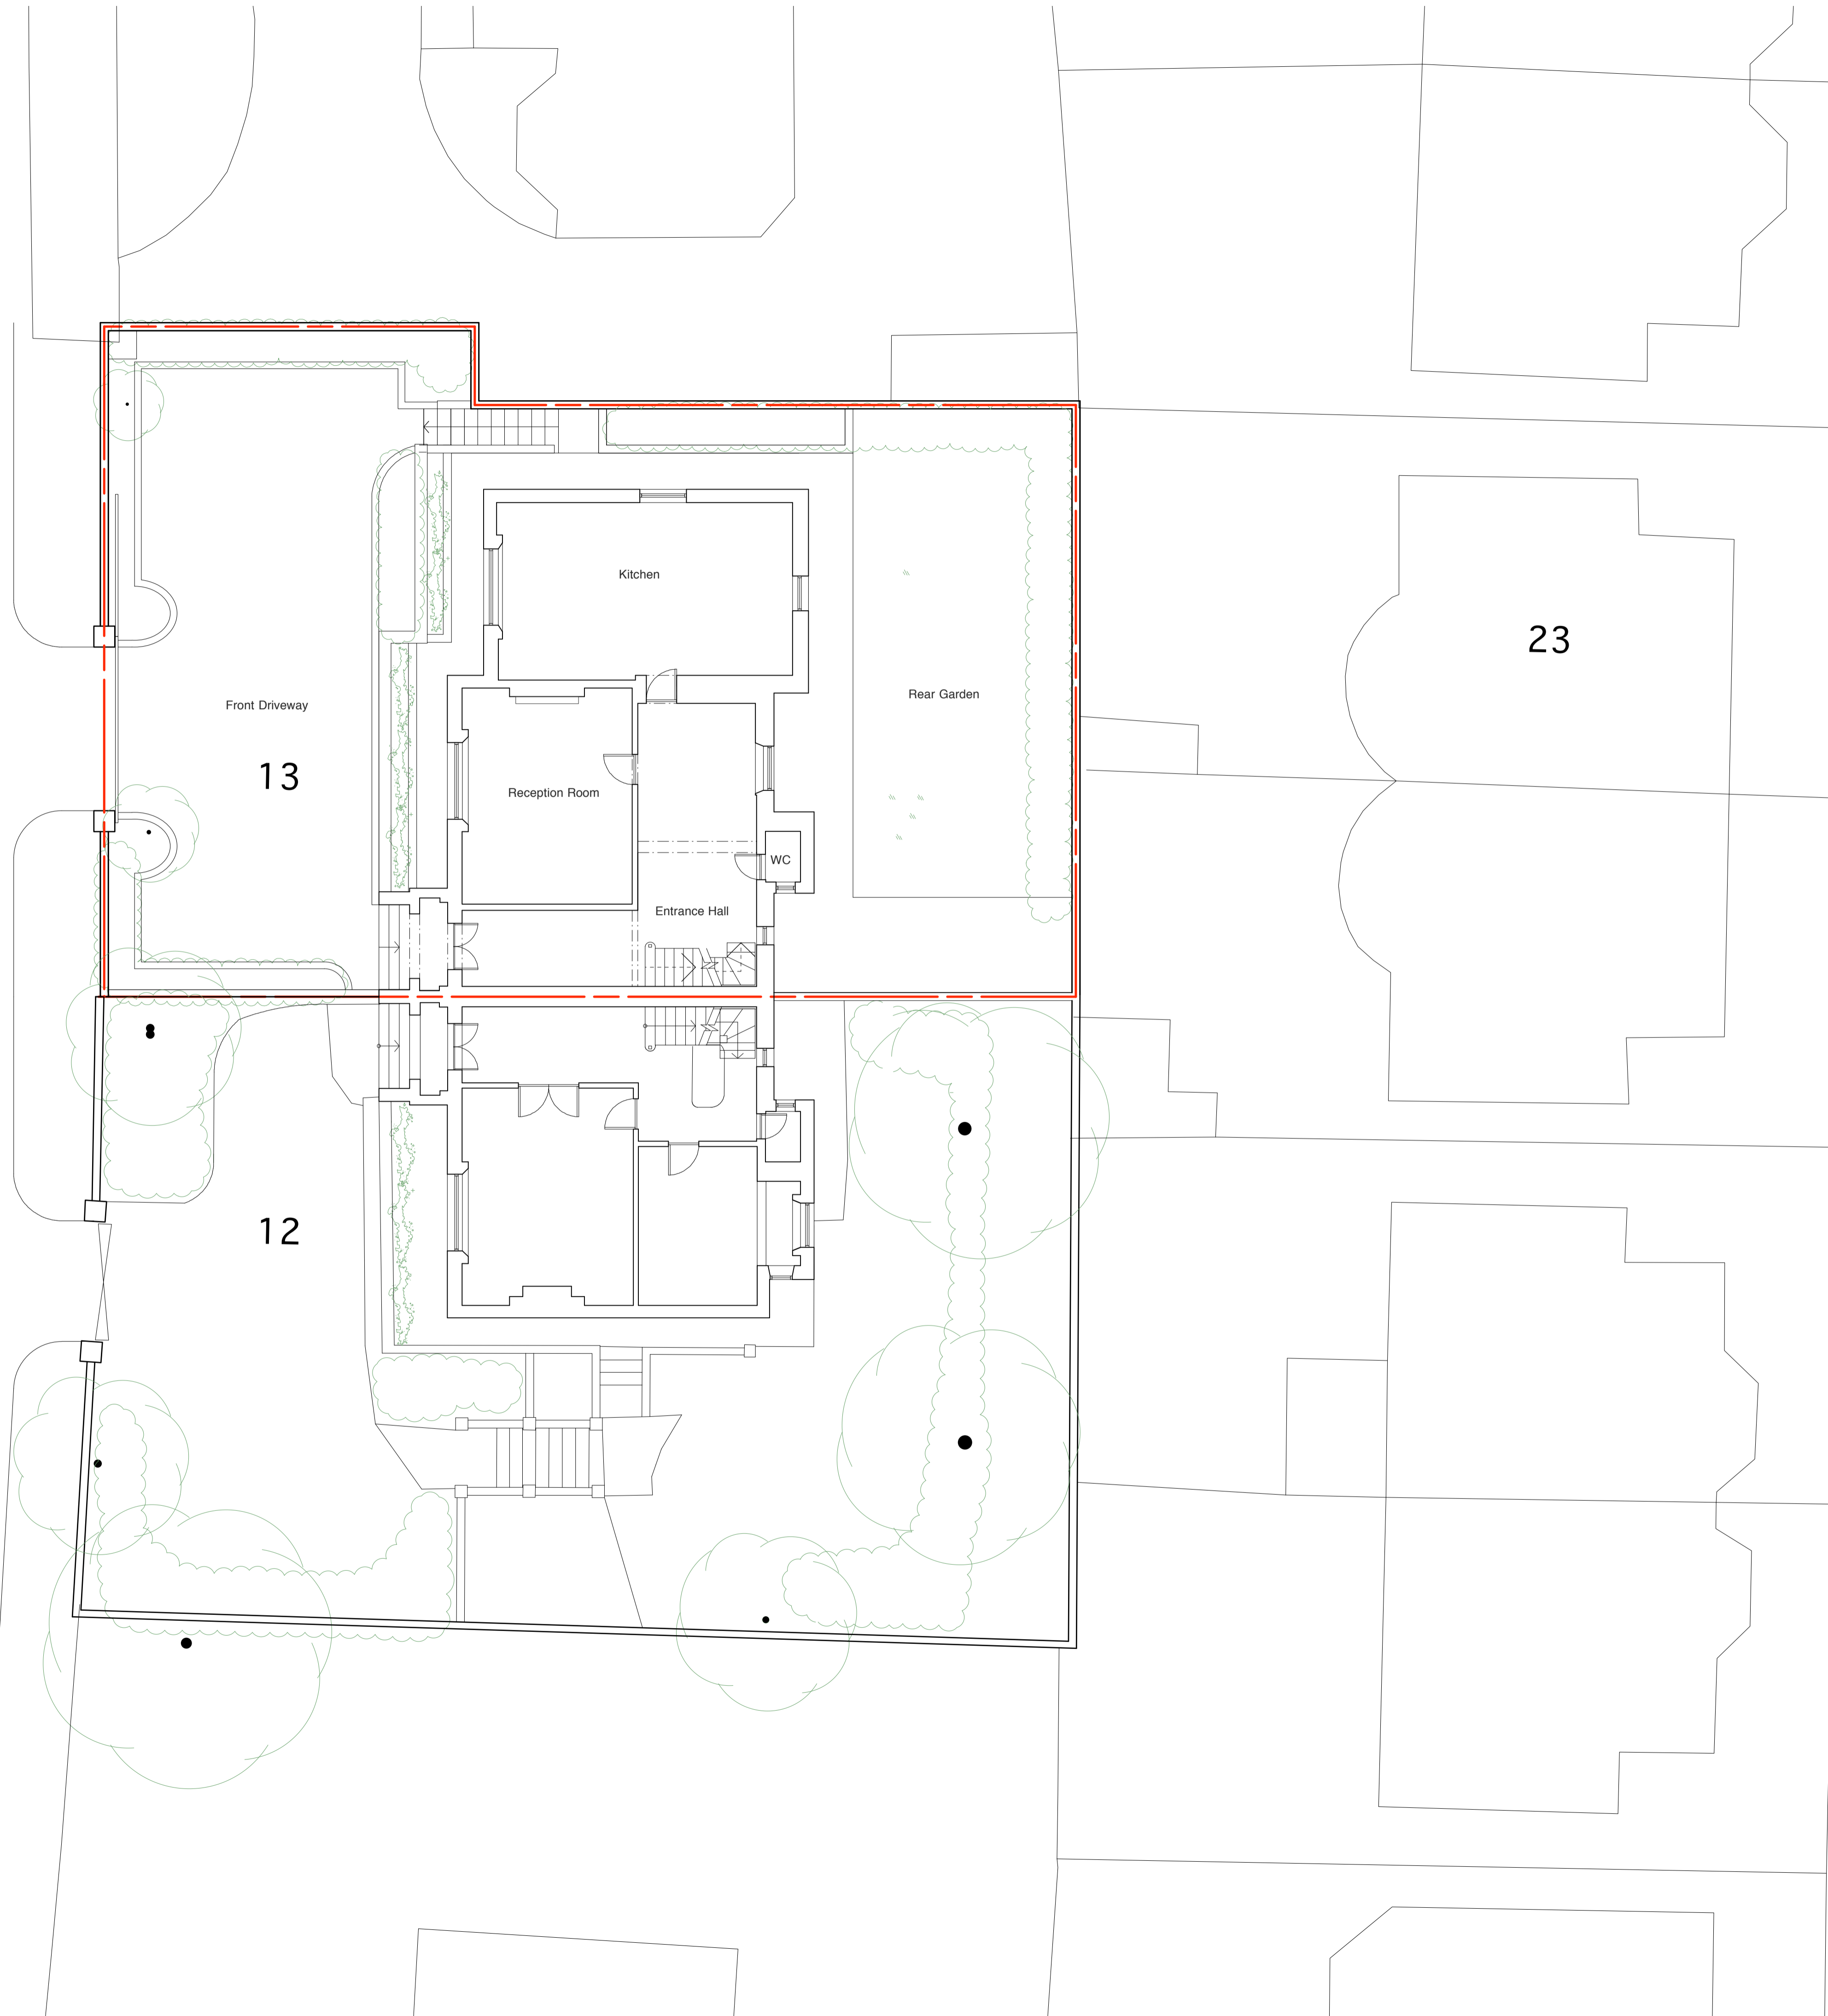 Kitchen
23
Rear Garden
Front Driveway
13
Reception Room
WC
Entrance Hall
12